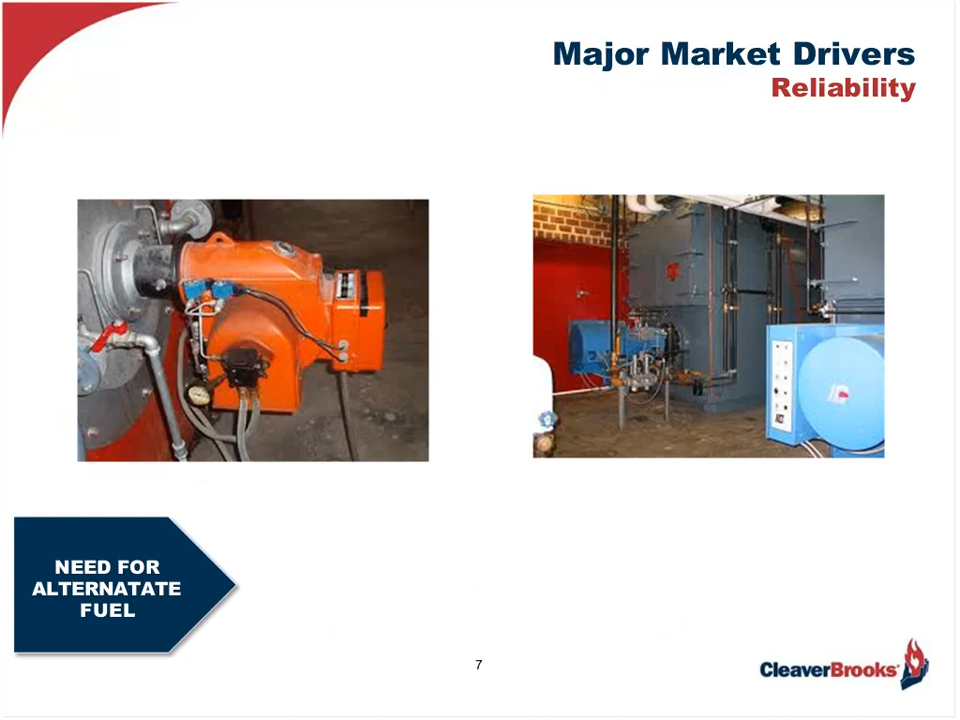 Major Market Drivers
Reliability
NEED FOR
ALTERNATATE
FUEL
7
CleaverBrooks®